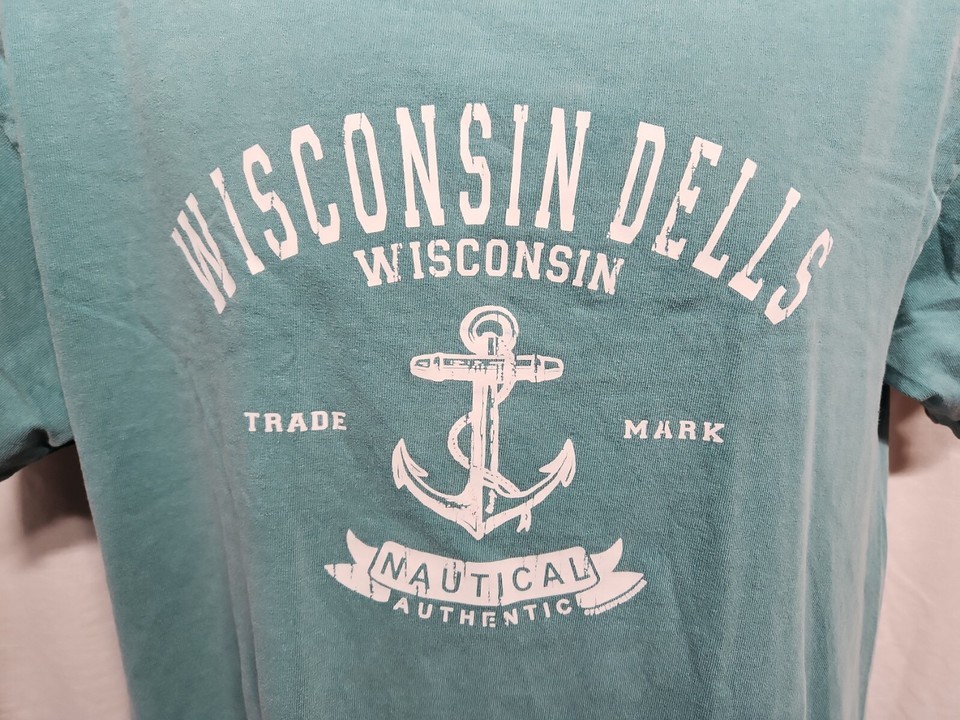 WISCONSIN DELLS
WISCONSIN
TRADE MARK
NAUTICAL
AUTHENTIC